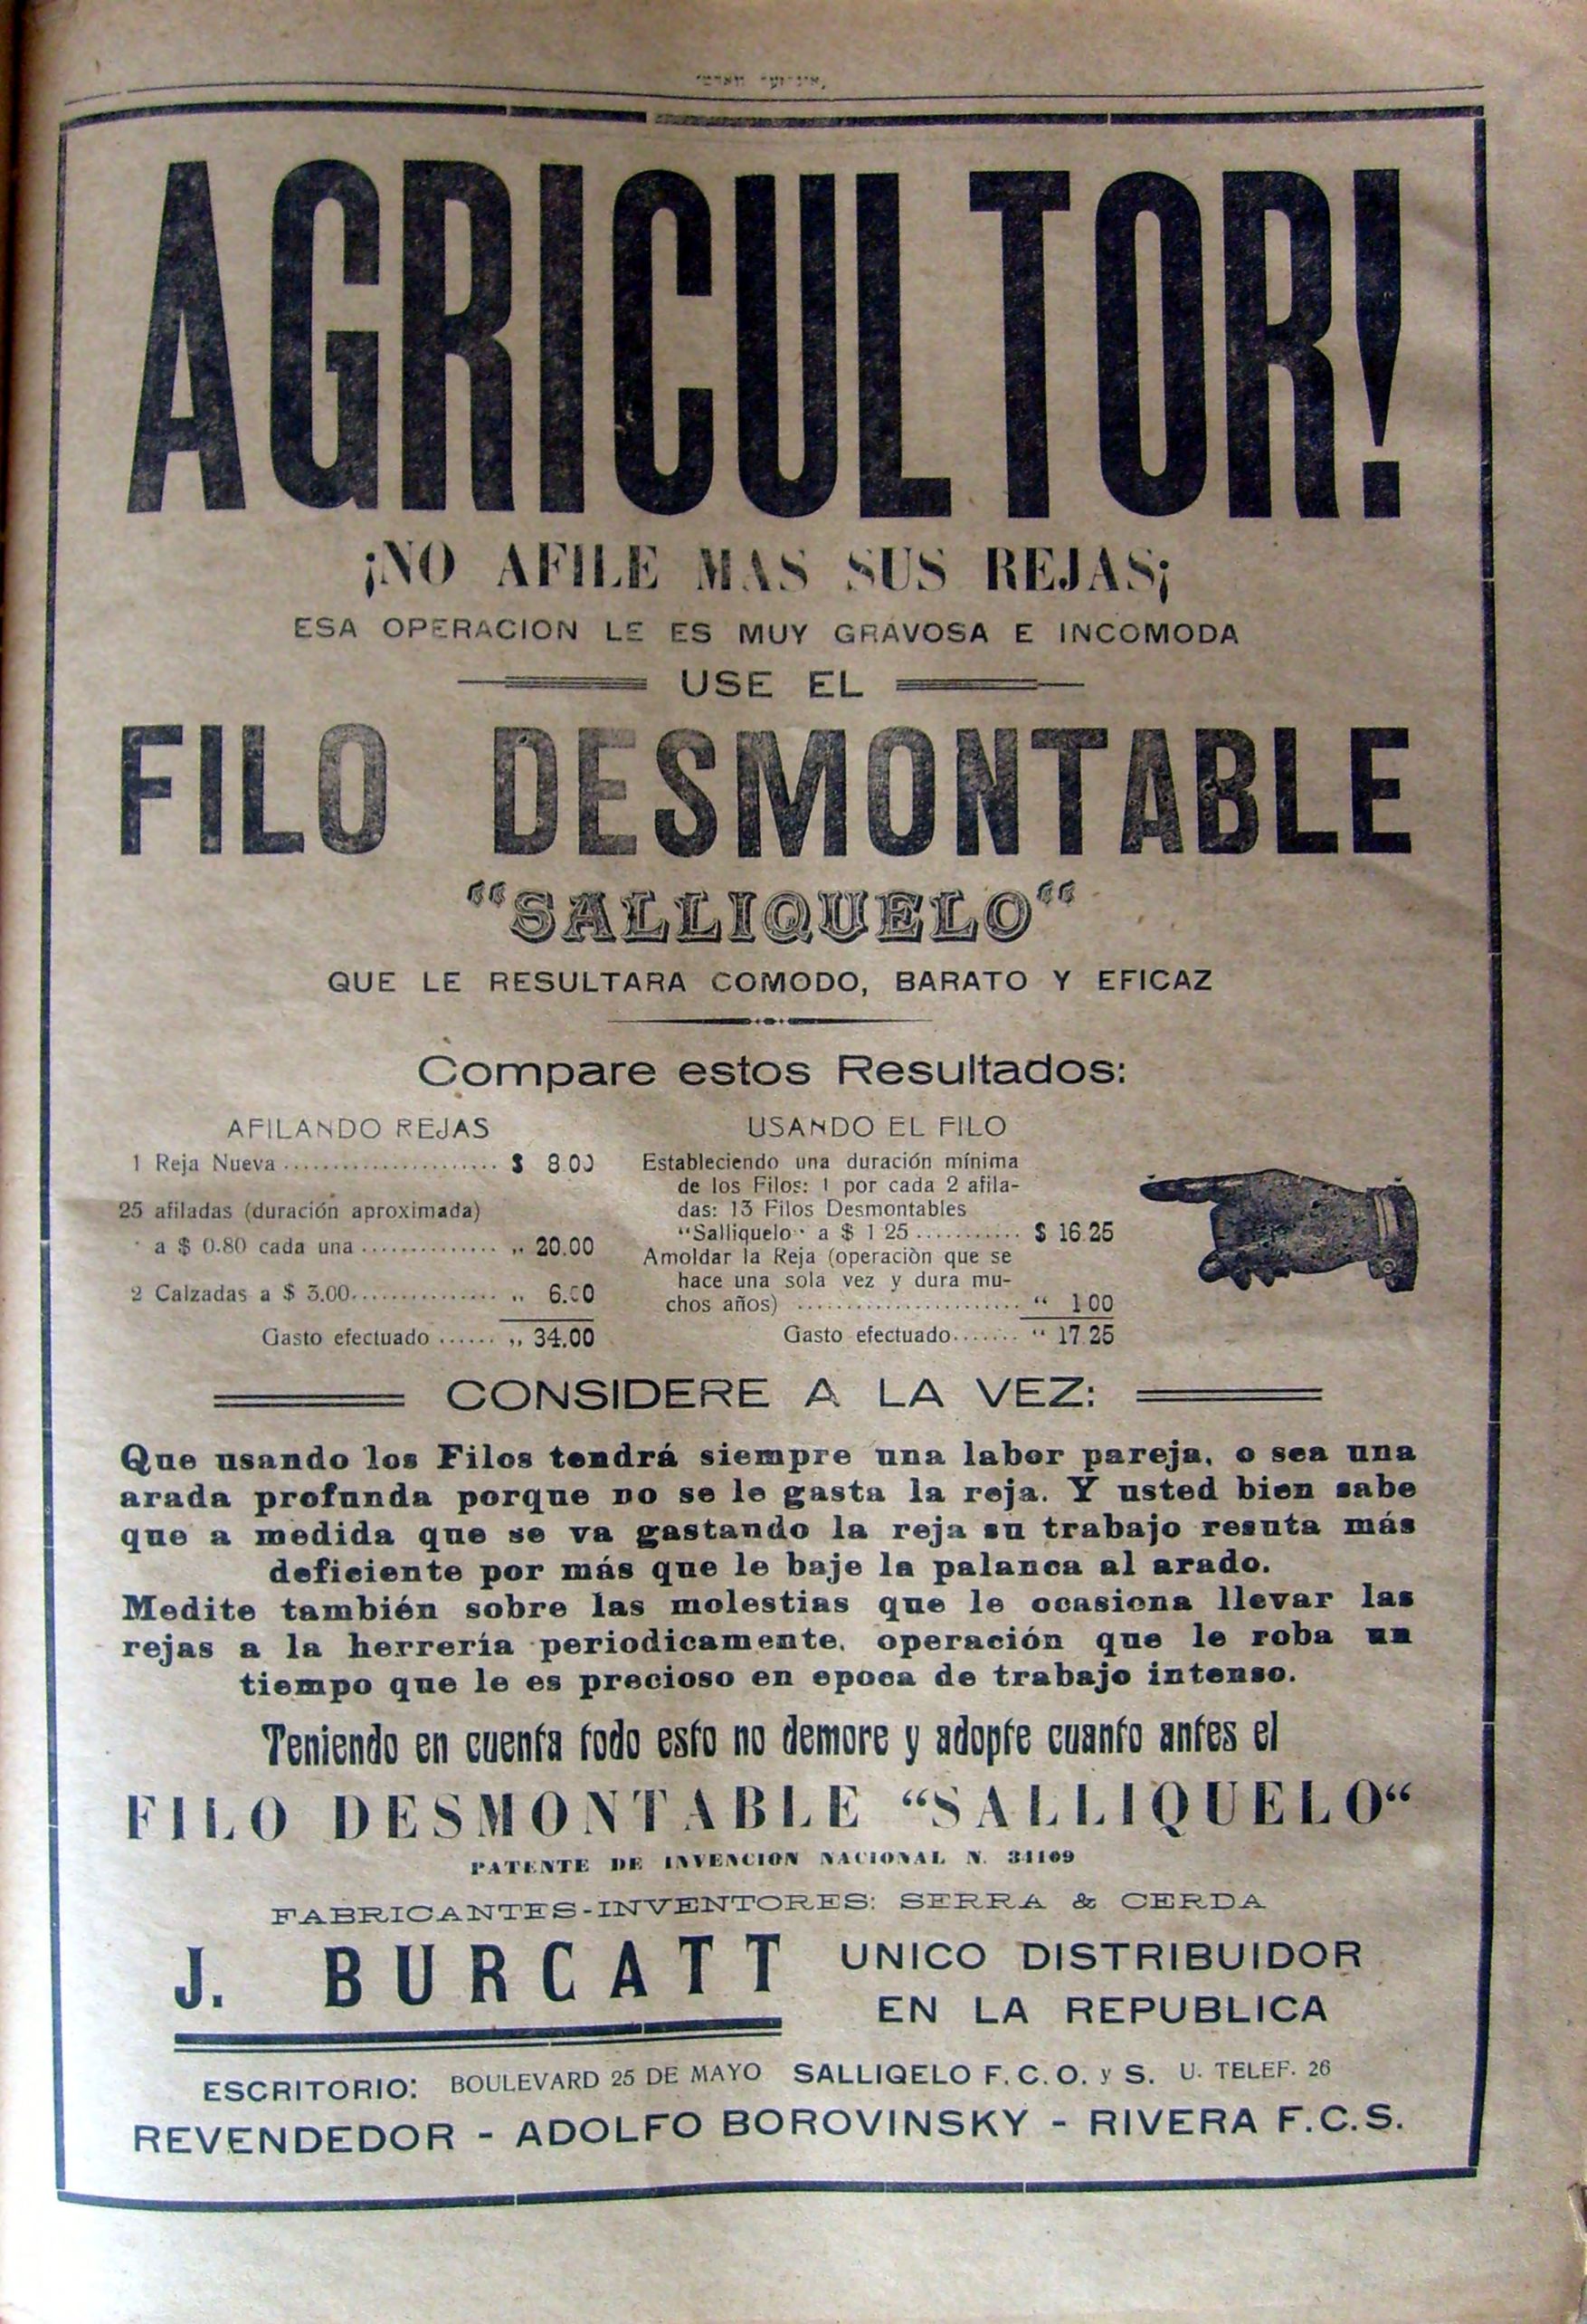 AGRICULTOR!
¡NO AFILE MAS SUS REJAS¡
ESA OPERACION LE ES MUY GRAVOSA E INCOMODA
USE EL
FILO DESMONTABLE
“SALLIQUELO“
QUE LE RESULTARA COMODO, BARATO Y EFICAZ
Compare estos Resultados:
AFILANDO REJAS
1 Reja Nueva ...................... $ 8.00
25 afiladas (duración aproximada)
a $ 0.80 cada una .............. ,, 20.00
2 Calzadas a $ 3.00............... ,, 6.00
Gasto efectuado ...... ,, 34.00
USANDO EL FILO
Estableciendo una duración mínima
de los Filos: 1 por cada 2 afila-
das: 13 Filos Desmontables
“Salliquelo“ a $ 1 25 ........... $ 16.25
Amoldar la Reja (operaciòn que se
hace una sola vez y dura mu-
chos años) ....................... “ 1 00
Gasto efectuado....... “ 17.25
CONSIDERE A LA VEZ:
Que usando los Filos tendrá siempre una labor pareja, o sea una
arada profunda porque no se le gasta la reja. Y usted bien sabe
que a medida que se va gastando la reja su trabajo resuta más
deficiente por más que le baje la palanca al arado.
Medite también sobre las molestias que le ocasiona llevar las
rejas a la herrería periodicamente, operación que le roba un
tiempo que le es precioso en epoca de trabajo intenso.
Teniendo en cuenta todo esto no demore y adopte cuanto antes el
FILO DESMONTABLE “SALLIQUELO“
PATENTE DE INVENCION NACIONAL N. 34109
FABRICANTES-INVENTORES: SERRA & CERDA
J. BURCATT
UNICO DISTRIBUIDOR
EN LA REPUBLICA
ESCRITORIO: BOULEVARD 25 DE MAYO SALLIQELO F. C. O. y S. U. TELEF. 26
REVENDEDOR - ADOLFO BOROVINSKY - RIVERA F.C.S.